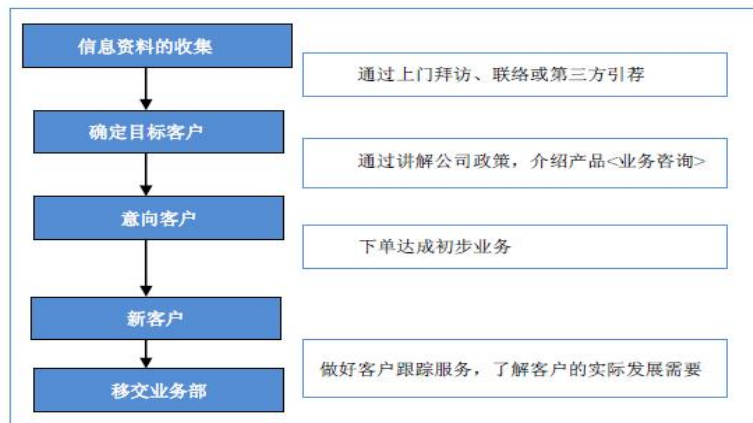 信息资料的收集
通过上门拜访、联络或第三方引荐
确定目标客户
通过讲解公司政策，介绍产品<业务咨询>
意向客户
下单达成初步业务
新客户
做好客户跟踪服务，了解客户的实际发展需要
移交业务部